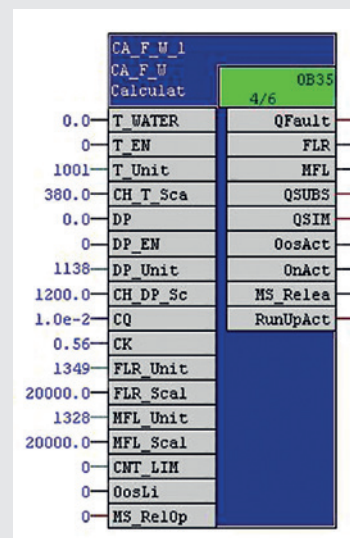 CA_F_W_1
CA_F_W
Calculat
OB35
4/6
0.0 T_WATER QFault
0 T_EN FLR
1001 T_Unit MFL
380.0 CH_T_Sca QSUBS
0.0 DP QSIM
0 DP_EN OosAct
1138 DP_Unit OnAct
1200.0 CH_DP_Sc MS_Relea
1.0e-2 CQ RunUpAct
0.56 CK
1349 FLR_Unit
20000.0 FLR_Scal
1328 MFL_Unit
20000.0 MFL_Scal
0 CNT_LIM
0 OosLi
0 MS_RelOp